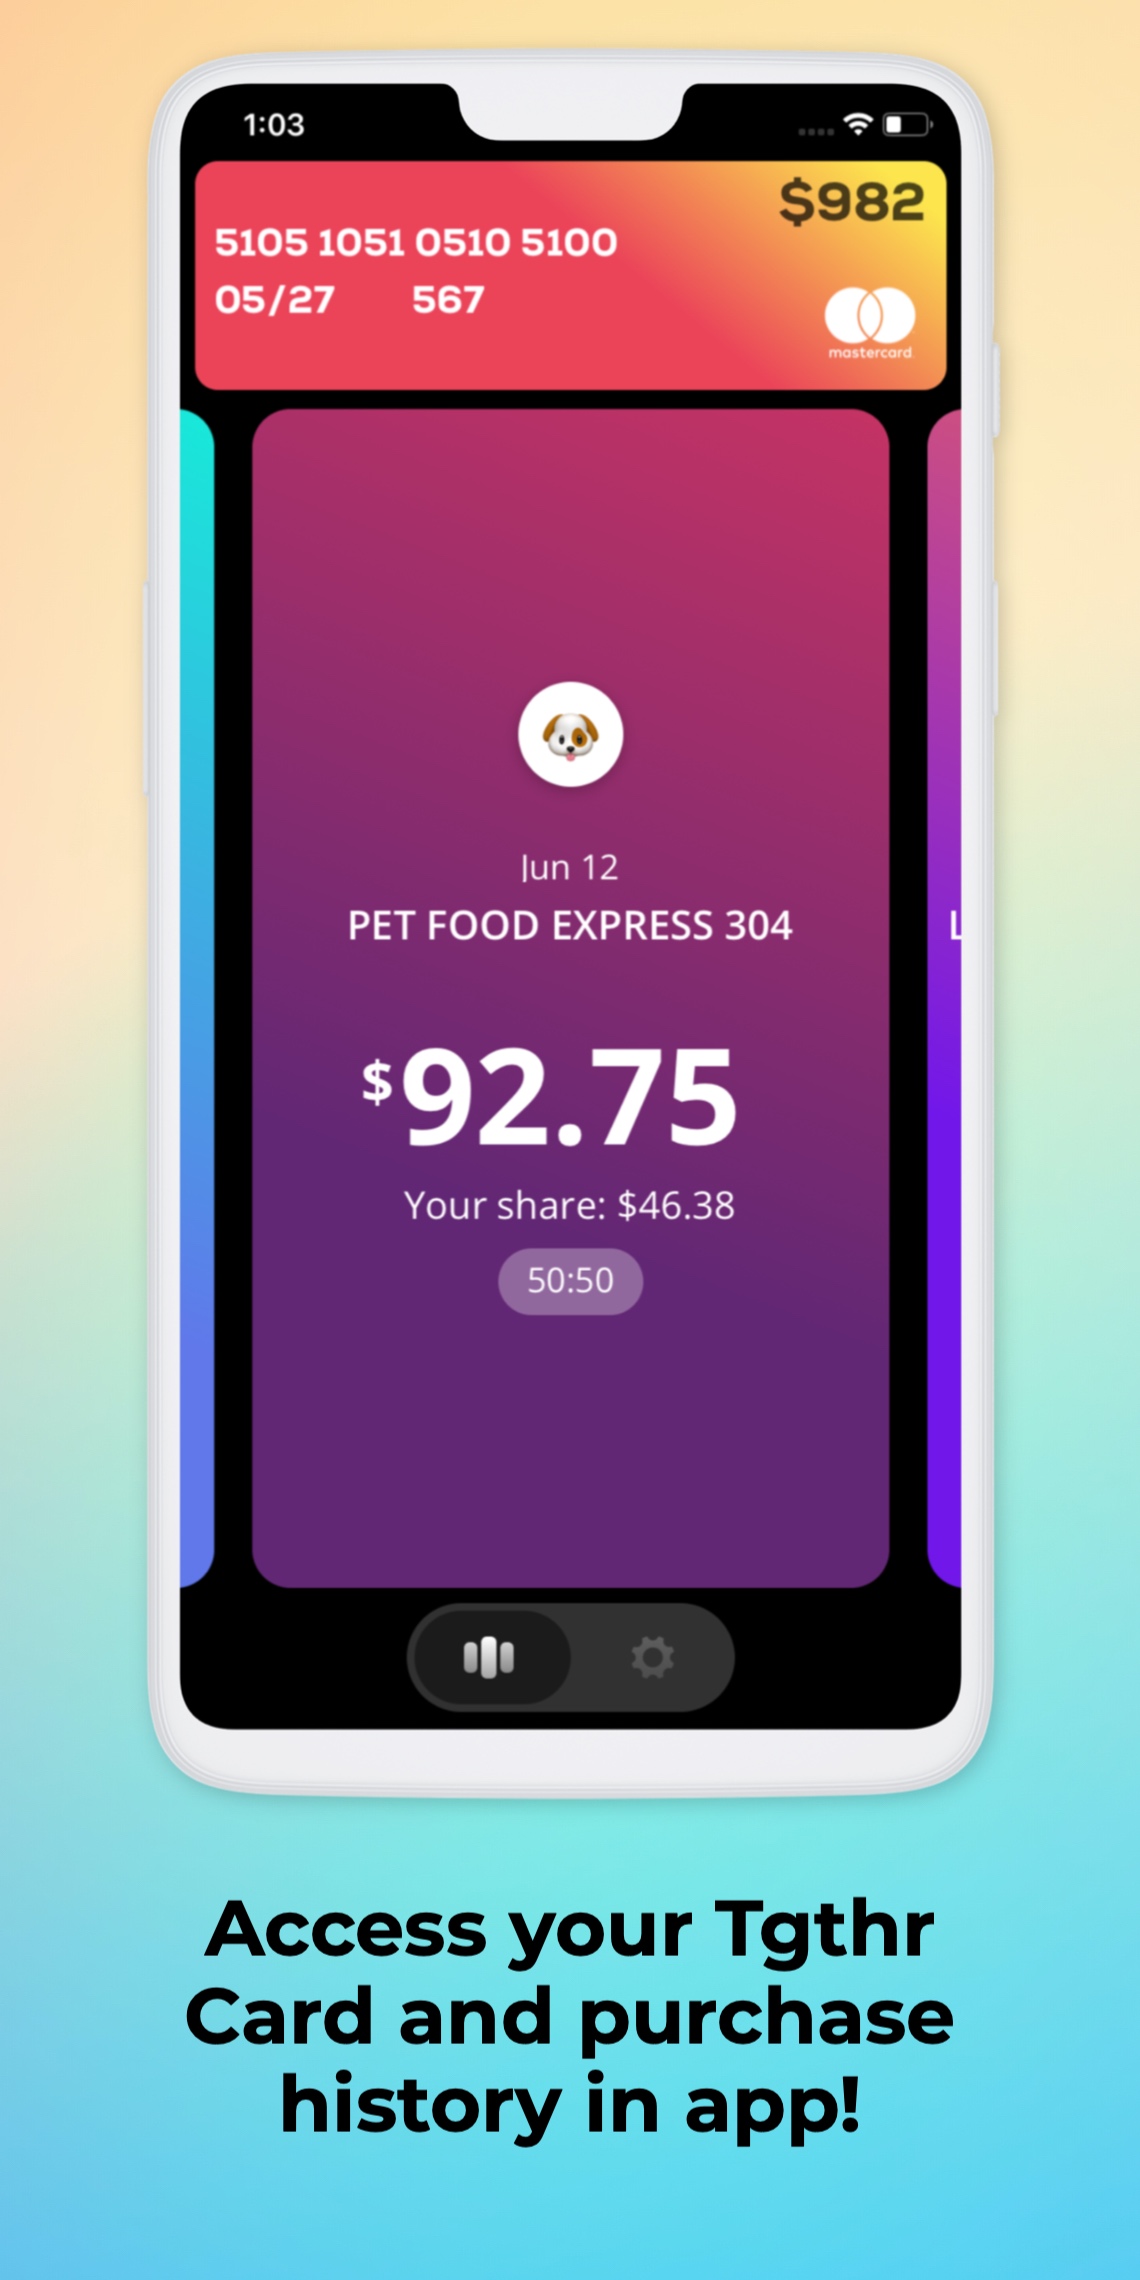 1:03
$982
5105 1051 0510 5100
05/27 567
mastercard
Jun 12
PET FOOD EXPRESS 304
L
$92.75
Your share: $46.38
50:50
Access your Tgthr
Card and purchase
history in app!